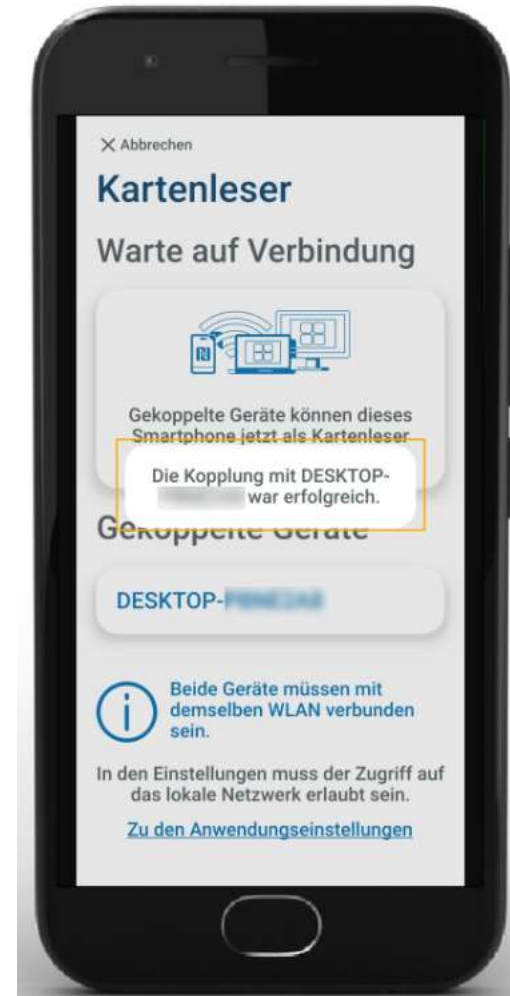 Abbrechen
Kartenleser
Warte auf Verbindung
Gekoppelte Geräte können dieses
Smartphone jetzt als Kartenleser
Die Kopplung mit DESKTOP-
war erfolgreich.
Gekoppelte Geräte
DESKTOP-
Beide Geräte müssen mit
demselben WLAN verbunden
sein.
In den Einstellungen muss der Zugriff auf
das lokale Netzwerk erlaubt sein.
Zu den Anwendungseinstellungen